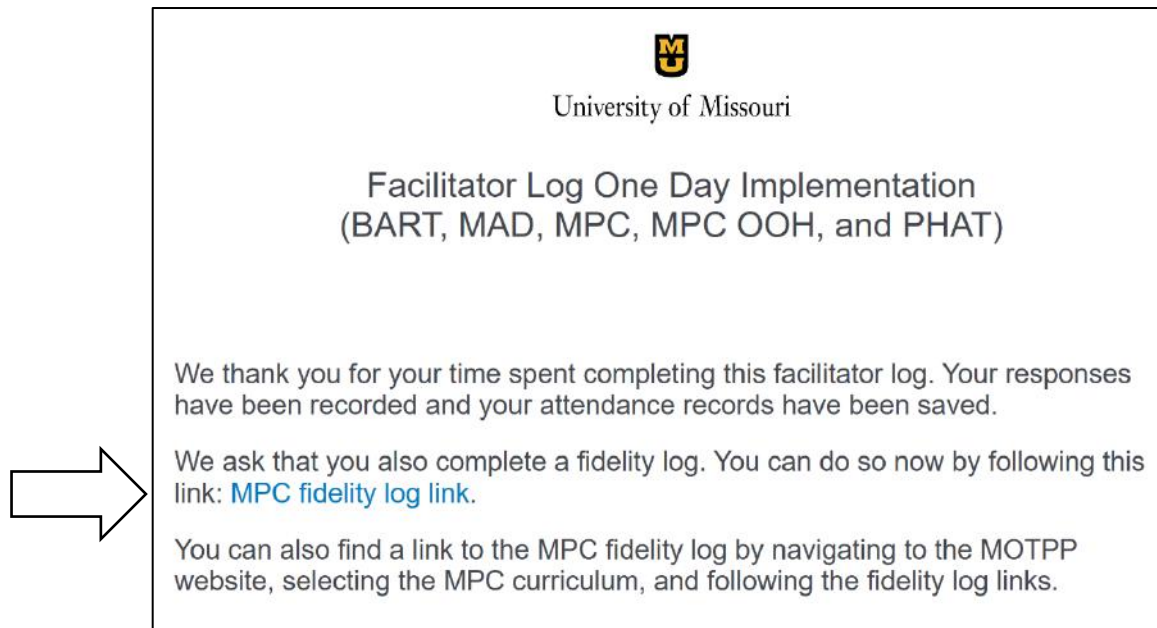 MU
University of Missouri
Facilitator Log One Day Implementation
(BART, MAD, MPC, MPC OOH, and PHAT)
We thank you for your time spent completing this facilitator log. Your responses
have been recorded and your attendance records have been saved.
We ask that you also complete a fidelity log. You can do so now by following this
link: MPC fidelity log link.
You can also find a link to the MPC fidelity log by navigating to the MOTPP
website, selecting the MPC curriculum, and following the fidelity log links.